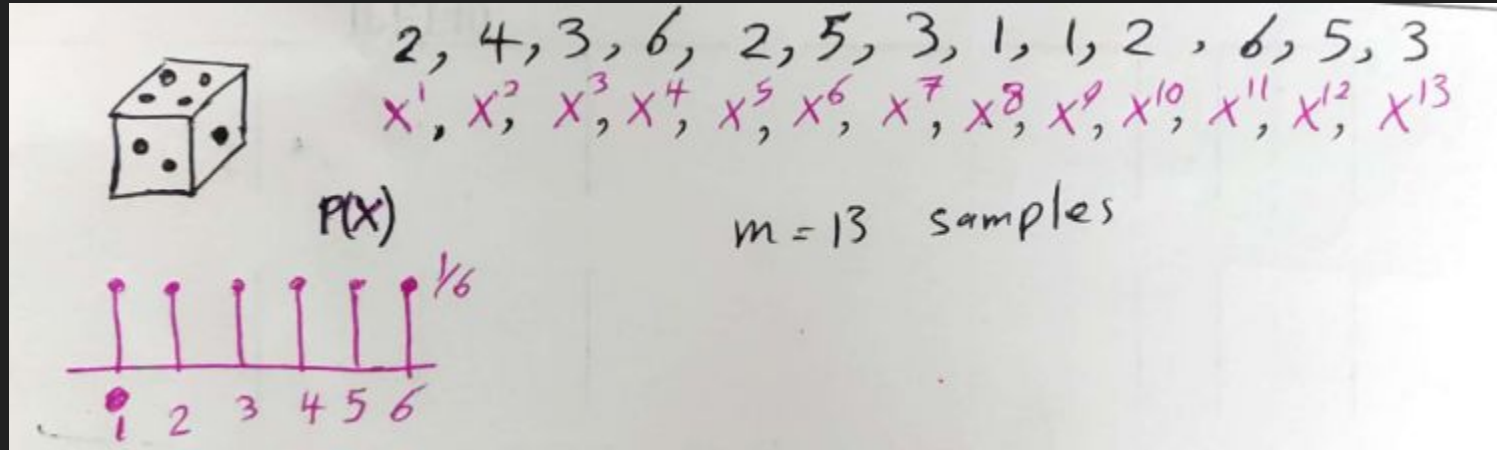 2, 4, 3, 6, 2, 5, 3, 1, 1, 2, 6, 5, 3
x¹, x², x³, x⁴, x⁵, x⁶, x⁷, x⁸, x⁹, x¹⁰, x¹¹, x¹², x¹³
P(X)
m = 13 samples
1/6
1 2 3 4 5 6